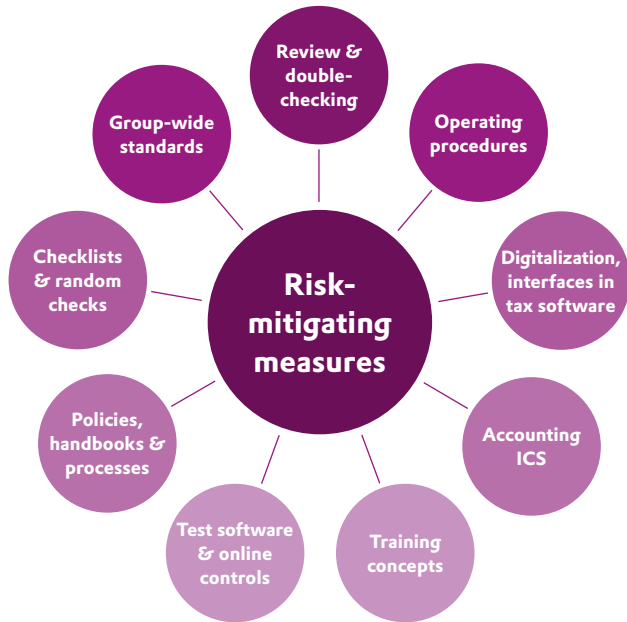 Review &
double-
checking
Operating
procedures
Digitalization,
interfaces in
tax software
Accounting
ICS
Training
concepts
Test software
& online
controls
Policies,
handbooks &
processes
Checklists
& random
checks
Group-wide
standards
Risk-
mitigating
measures